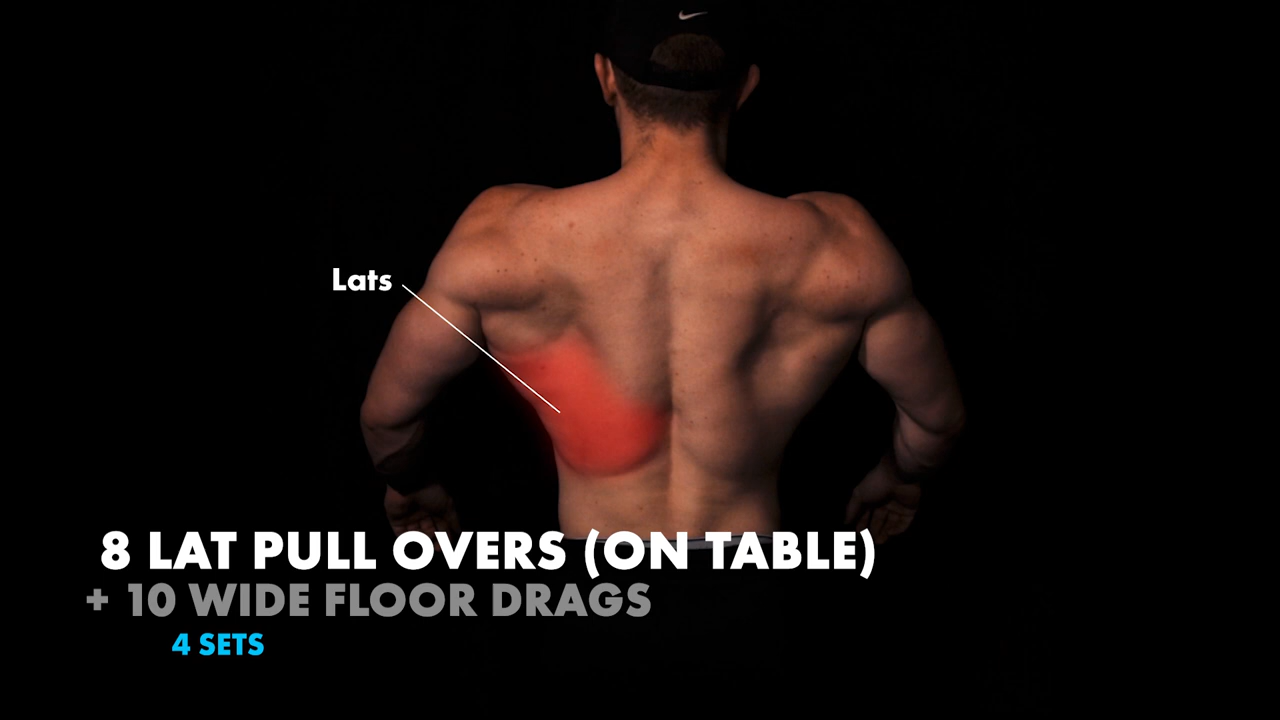 Lats
8 LAT PULL OVERS (ON TABLE)
+ 10 WIDE FLOOR DRAGS
4 SETS